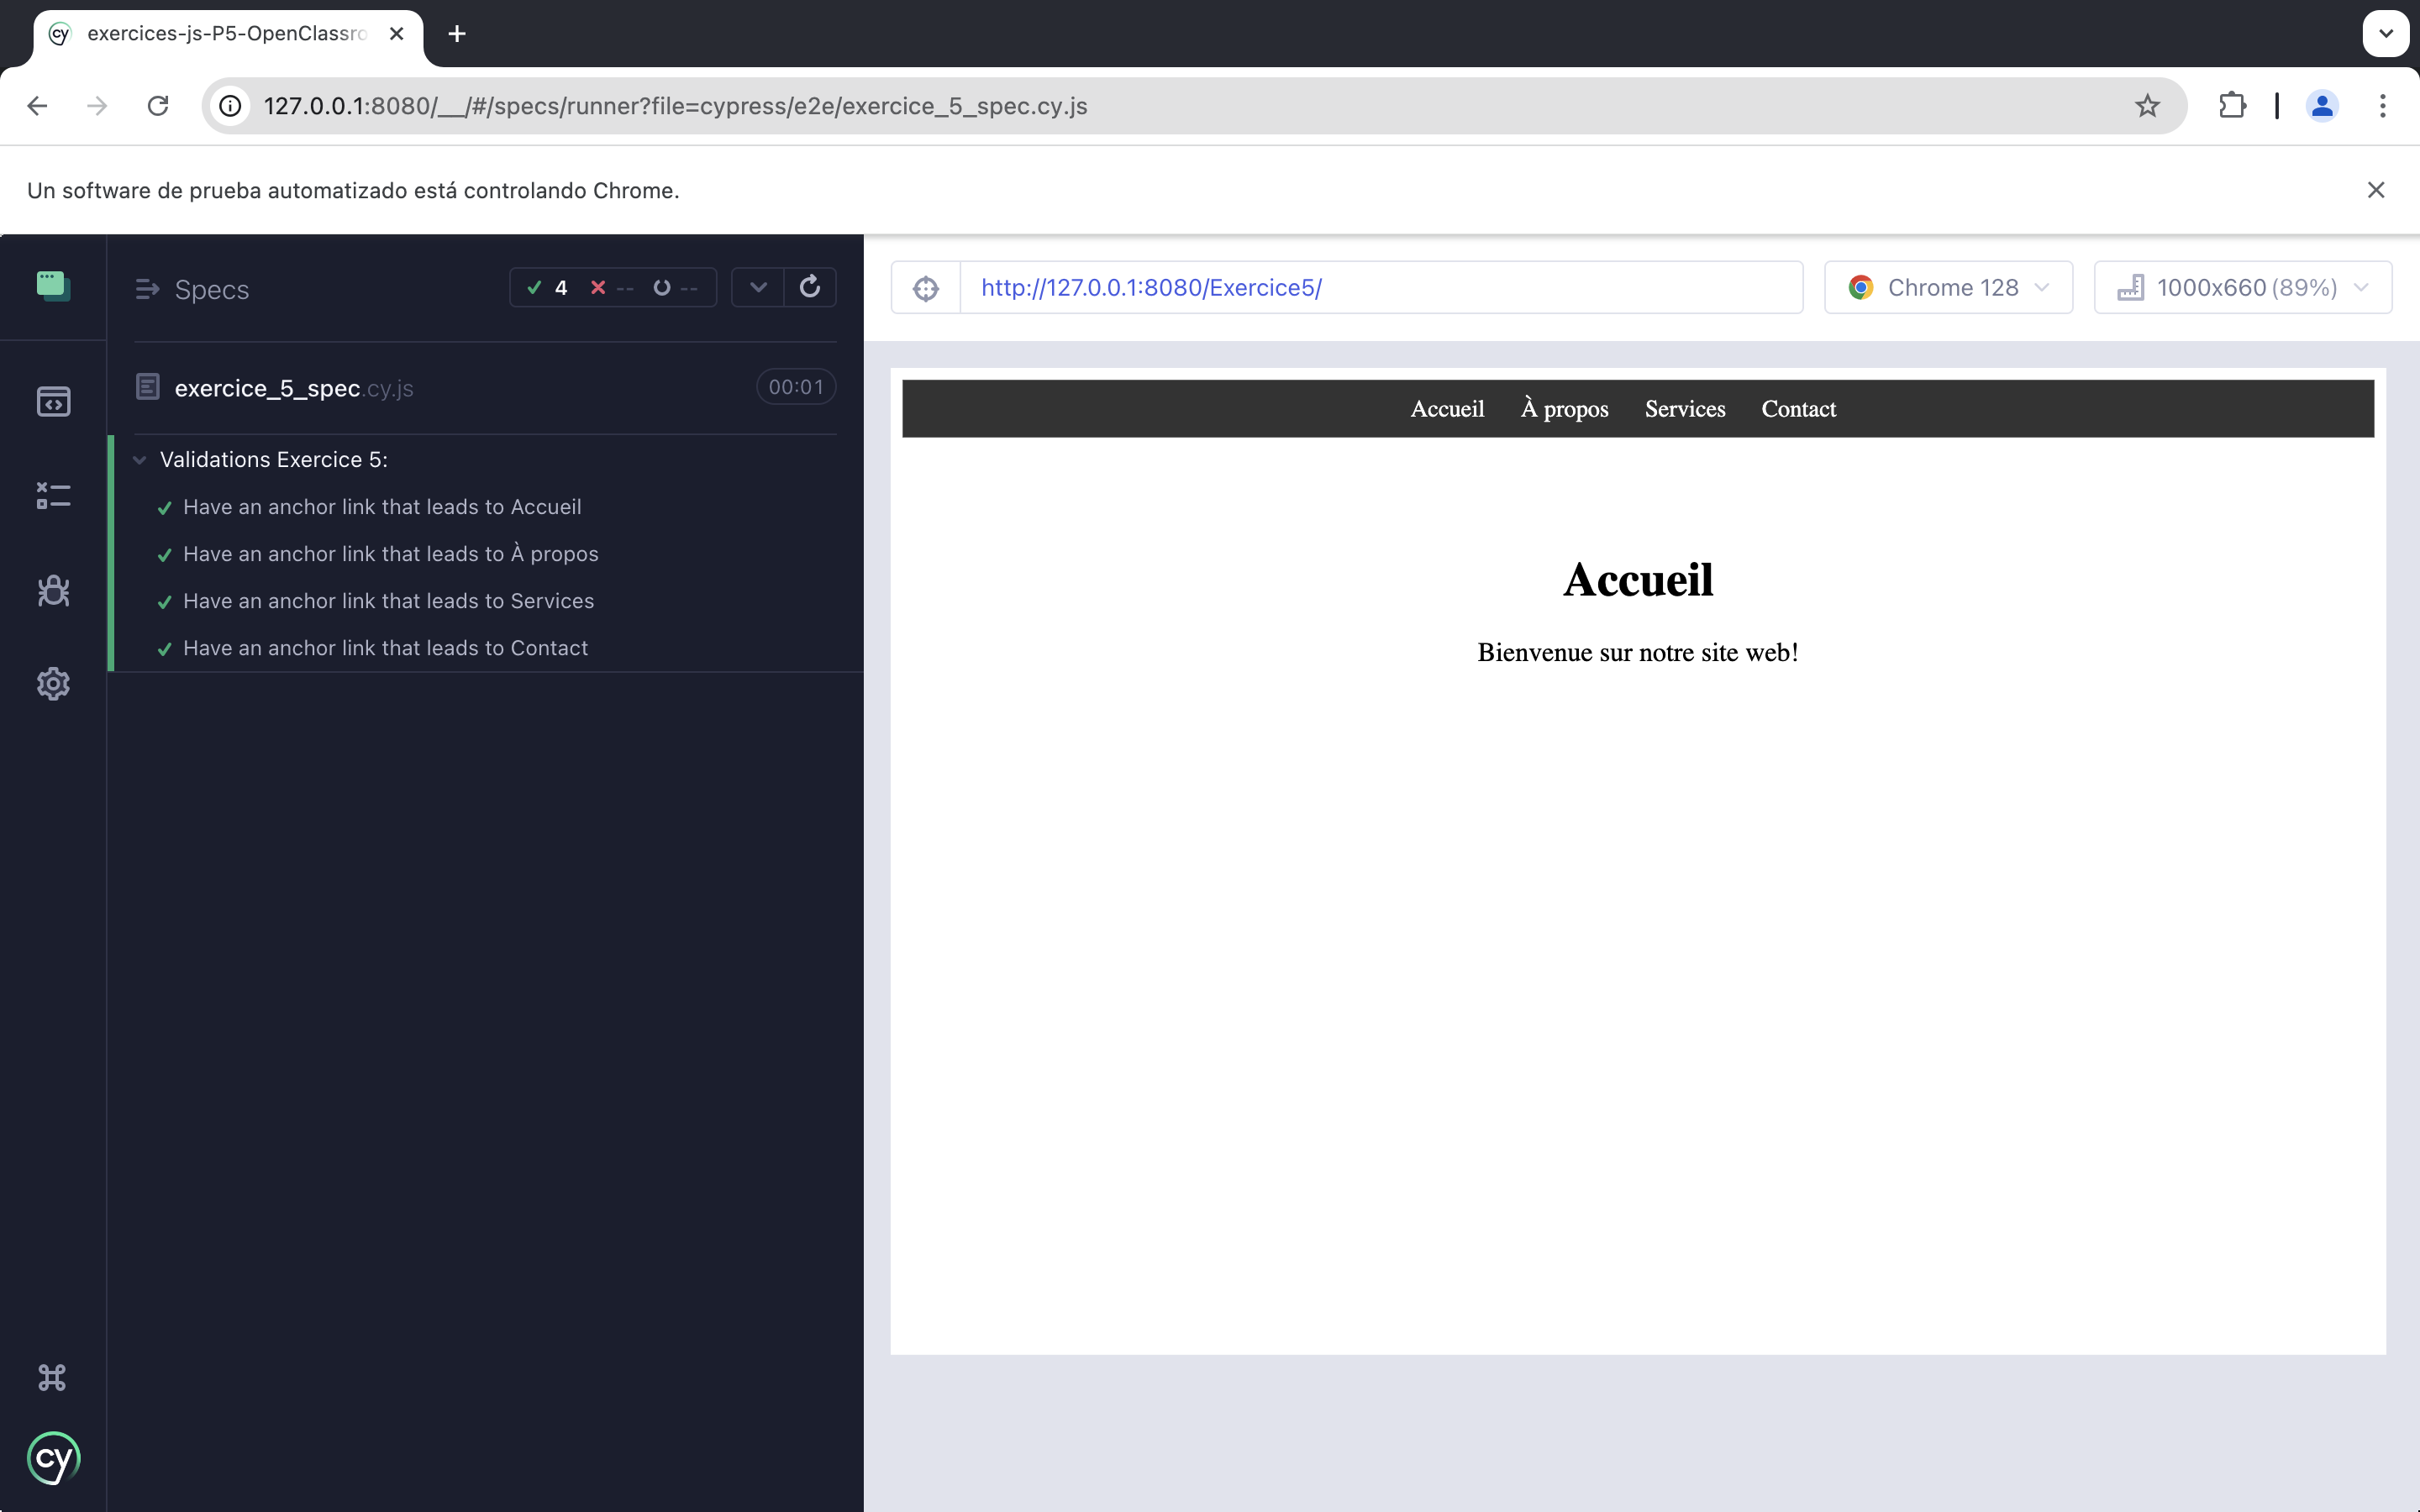 exercices-js-P5-OpenClassro
127.0.0.1:8080/__/#/specs/runner?file=cypress/e2e/exercice_5_spec.cy.js
Un software de prueba automatizado está controlando Chrome.
Specs
4 -- --
http://127.0.0.1:8080/Exercice5/
Chrome 128
1000x660 (89%)
exercice_5_spec.cy.js
00:01
Validations Exercice 5:
Have an anchor link that leads to Accueil
Have an anchor link that leads to À propos
Have an anchor link that leads to Services
Have an anchor link that leads to Contact
Accueil À propos Services Contact
Accueil
Bienvenue sur notre site web!
cy